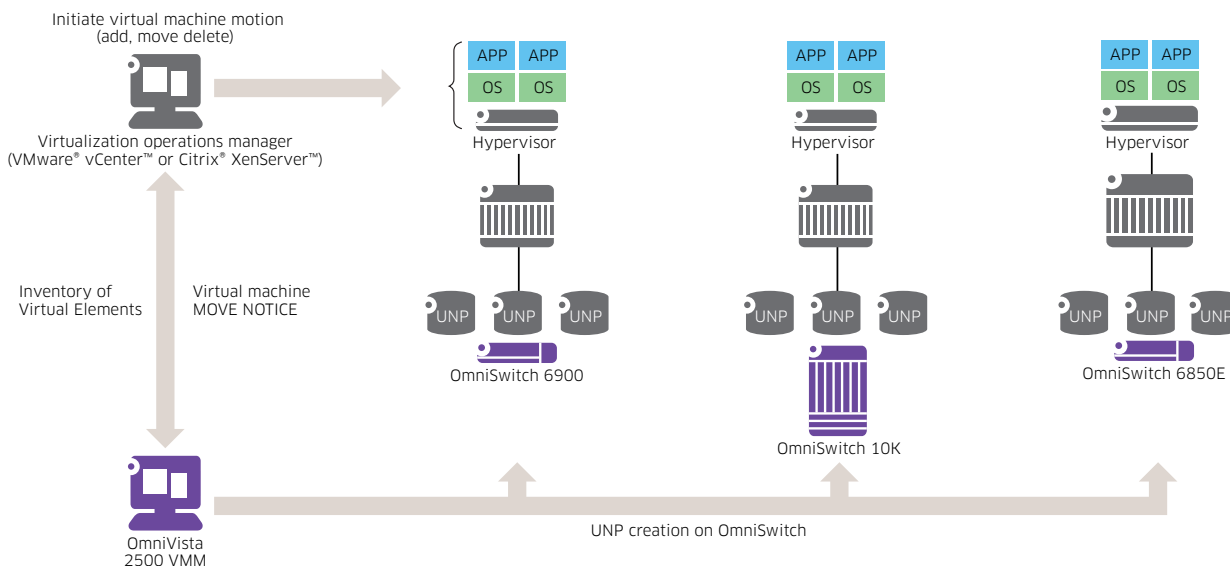 Initiate virtual machine motion
(add, move delete)
Virtualization operations manager
(VMware® vCenter™ or Citrix® XenServer™)
APP APP
OS OS
Hypervisor
APP APP
OS OS
Hypervisor
APP APP
OS OS
Hypervisor
Inventory of
Virtual Elements
Virtual machine
MOVE NOTICE
UNP UNP UNP
OmniSwitch 6900
UNP UNP UNP
OmniSwitch 10K
UNP UNP UNP
OmniSwitch 6850E
OmniVista
2500 VMM
UNP creation on OmniSwitch